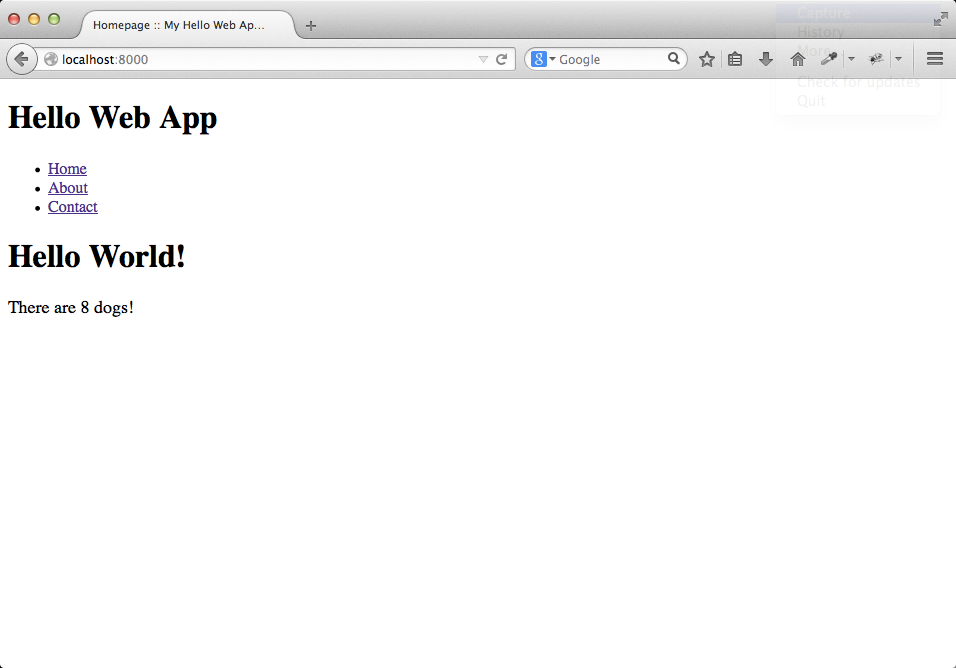 Homepage :: My Hello Web Ap...
localhost:8000
Google
Capture
History
More
Check for updates
Quit
Hello Web App
Home
About
Contact
Hello World!
There are 8 dogs!